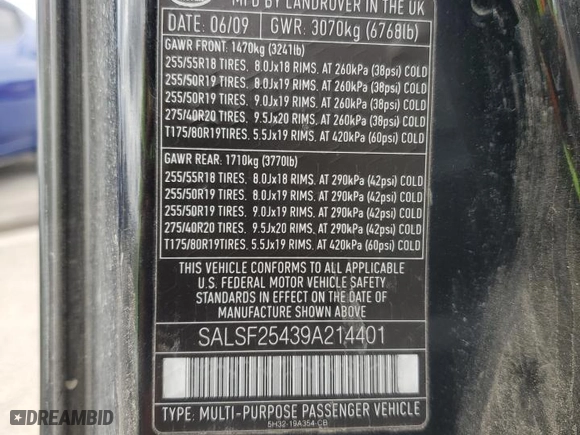 MFD BY LANDROVER IN THE UK
DATE: 06/09 GWR: 3070kg (6768lb)
GAWR FRONT: 1470kg (3241lb)
255/55R18 TIRES. 8.0Jx18 RIMS. AT 260kPa (38psi) COLD
255/50R19 TIRES. 8.0Jx19 RIMS. AT 260kPa (38psi) COLD
255/50R19 TIRES. 9.0Jx19 RIMS. AT 260kPa (38psi) COLD
275/40R20 TIRES. 9.5Jx20 RIMS. AT 260kPa (38psi) COLD
T175/80R19TIRES. 5.5Jx19 RIMS. AT 420kPa (60psi) COLD
GAWR REAR: 1710kg (3770lb)
255/55R18 TIRES. 8.0Jx18 RIMS. AT 290kPa (42psi) COLD
255/50R19 TIRES. 8.0Jx19 RIMS. AT 290kPa (42psi) COLD
255/50R19 TIRES. 9.0Jx19 RIMS. AT 290kPa (42psi) COLD
275/40R20 TIRES. 9.5Jx20 RIMS. AT 290kPa (42psi) COLD
T175/80R19TIRES. 5.5Jx19 RIMS. AT 420kPa (60psi) COLD
THIS VEHICLE CONFORMS TO ALL APPLICABLE
U.S. FEDERAL MOTOR VEHICLE SAFETY
STANDARDS IN EFFECT ON THE DATE OF
MANUFACTURE SHOWN ABOVE
SALSF25439A214401
TYPE: MULTI-PURPOSE PASSENGER VEHICLE
5H32-19A354-CB
AutoBidMaster